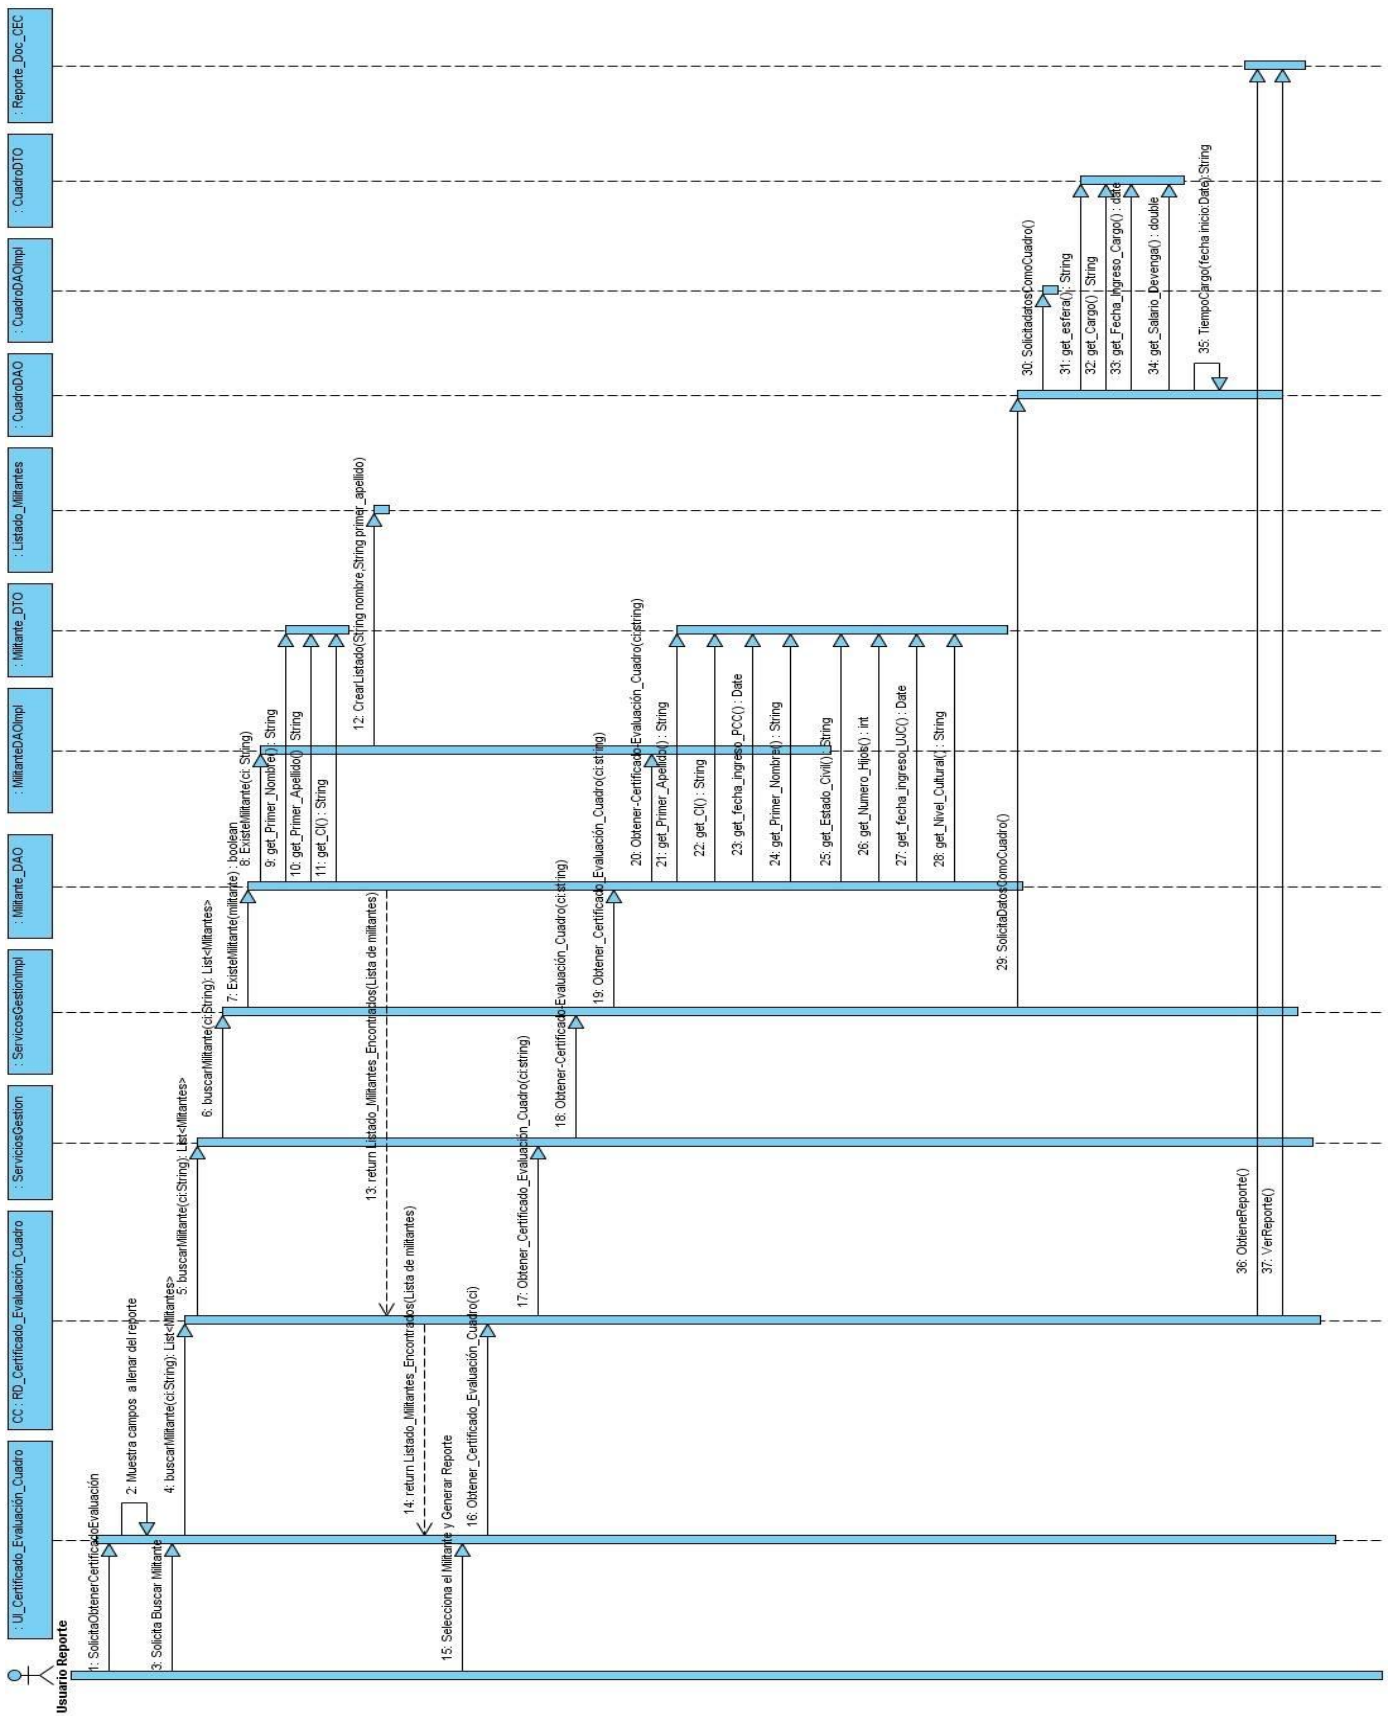 Usuario Reporte
: UI_Certificado_Evaluación_Cuadro
CC : RD_Certificado_Evaluación_Cuadro
: ServiciosGestion
: ServicosGestionImpl
: Militante_DAO
: MilitanteDAOImpl
: Militante_DTO
: Listado_Militantes
: CuadroDAO
: CuadroDAOImpl
: CuadroDTO
: Reporte_Doc_CEC
1: SolicitaObtenerCertificadoEvaluación
2: Muestra campos a llenar del reporte
3: Solicita Buscar Militante
4: buscarMilitante(ci:String): List<Militantes>
5: buscarMilitante(ci:String): List<Militantes>
6: buscarMilitante(ci:String): List<Militantes>
7: ExisteMilitante(militante) : boolean
8: ExisteMilitante(ci: String)
9: get_Primer_Nombre() : String
10: get_Primer_Apellido() : String
11: get_CI() : String
12: CrearListado(String nombre,String primer_apellido)
13: return Listado_Militantes_Encontrados(Lista de militantes)
14: return Listado_Militantes_Encontrados(Lista de militantes)
15: Selecciona el Militante y Generar Reporte
16: Obtener_Certificado_Evaluación_Cuadro(ci)
17: Obtener_Certificado_Evaluación_Cuadro(ci:string)
18: Obtener-Certificado-Evaluación_Cuadro(ci:string)
19: Obtener_Certificado_Evaluación_Cuadro(ci:string)
20: Obtener-Certificado-Evaluación_Cuadro(ci:string)
21: get_Primer_Apellido() : String
22: get_CI() : String
23: get_fecha_ingreso_PCC() : Date
24: get_Primer_Nombre() : String
25: get_Estado_Civil() : String
26: get_Numero_Hijos() : int
27: get_fecha_ingreso_UJC() : Date
28: get_Nivel_Cultural() : String
29: SolicitaDatosComoCuadro()
30: SolicitadatosComoCuadro()
31: get_esfera() : String
32: get_Cargo() : String
33: get_Fecha_Ingreso_Cargo() : date
34: get_Salario_Devenga() : double
35: TiempoCargo(fecha inicio:Date):String
36: ObtieneReporte()
37: VerReporte()